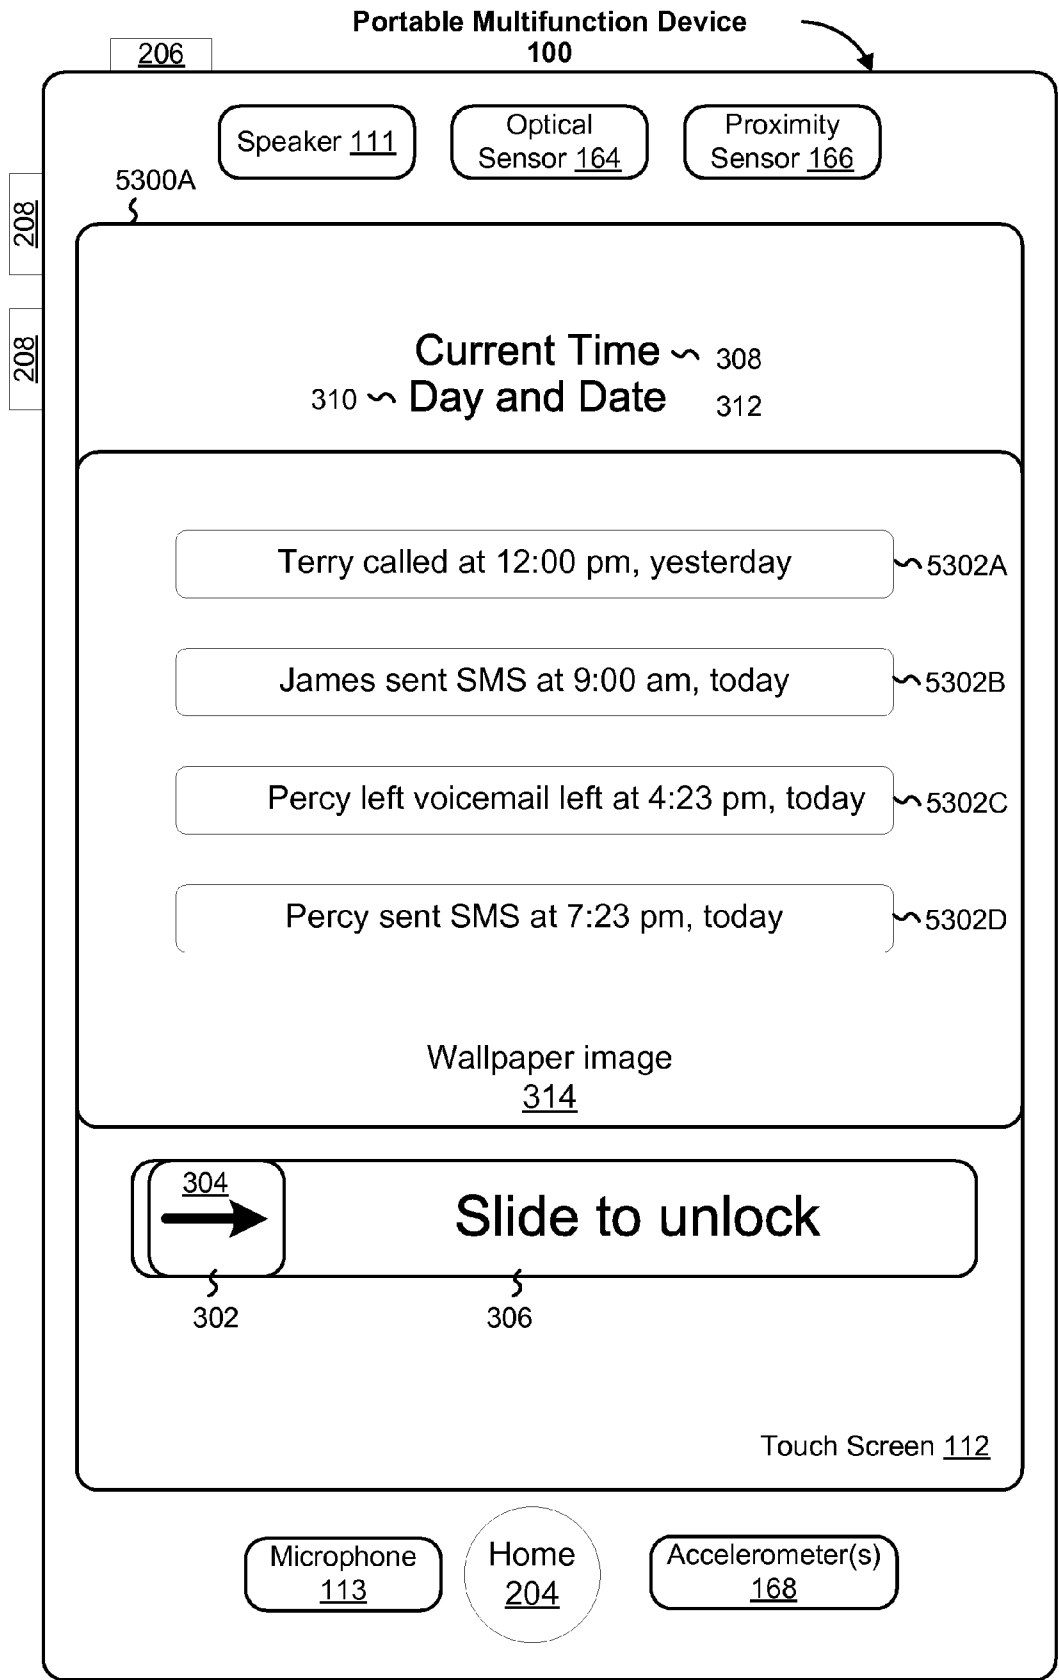 Portable Multifunction Device
100
206
Speaker 111
Optical
Sensor 164
Proximity
Sensor 166
5300A
208
208
Current Time 308
310 Day and Date 312
Terry called at 12:00 pm, yesterday 5302A
James sent SMS at 9:00 am, today 5302B
Percy left voicemail left at 4:23 pm, today 5302C
Percy sent SMS at 7:23 pm, today 5302D
Wallpaper image
314
304
Slide to unlock
302
306
Touch Screen 112
Microphone
113
Home
204
Accelerometer(s)
168